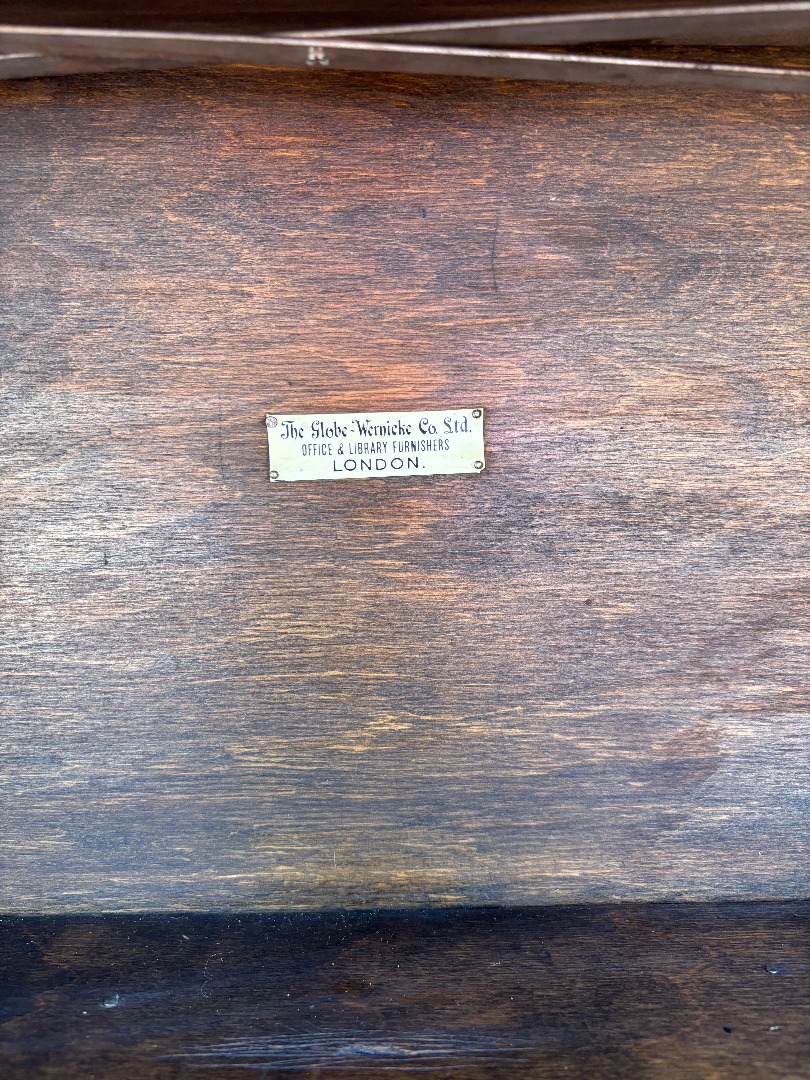 The Globe-Wernicke Co. Ltd.
OFFICE & LIBRARY FURNISHERS
LONDON.